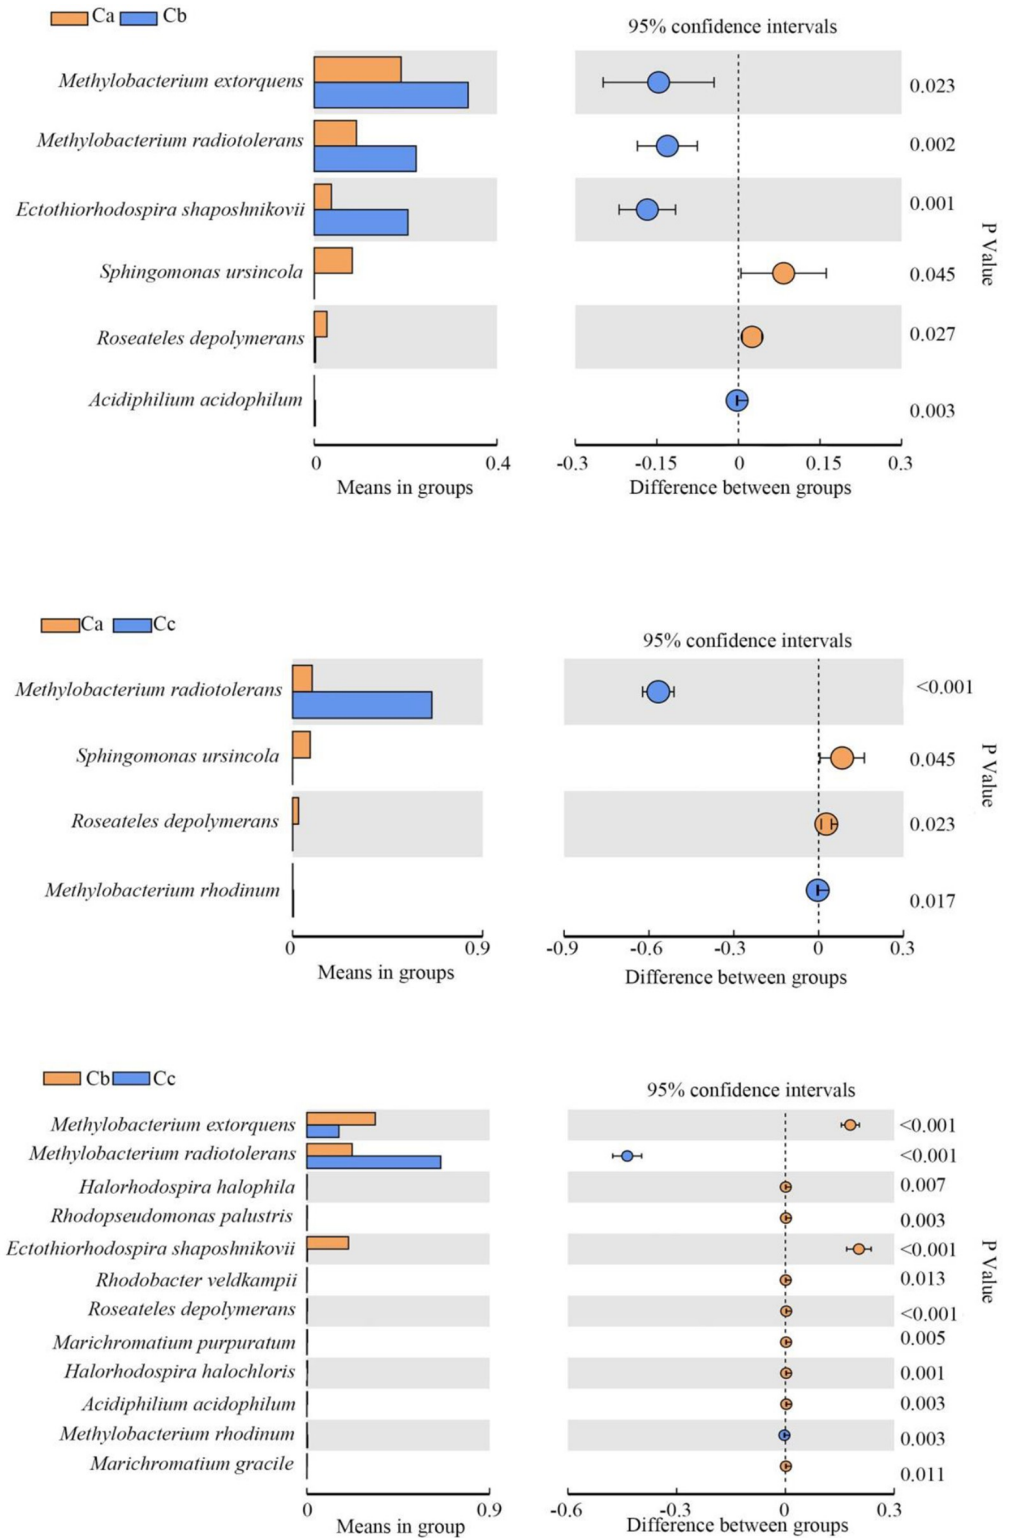 Ca Cb
95% confidence intervals
Methylobacterium extorquens 0.023
Methylobacterium radiotolerans 0.002
Ectothiorhodospira shaposhnikovii 0.001
Sphingomonas ursincola 0.045
Roseateles depolymerans 0.027
Acidiphilium acidophilum 0.003
P Value
0 0.4 -0.3 -0.15 0 0.15 0.3
Means in groups Difference between groups
Ca Cc
95% confidence intervals
Methylobacterium radiotolerans <0.001
Sphingomonas ursincola 0.045
Roseateles depolymerans 0.023
Methylobacterium rhodinum 0.017
P Value
0 0.9 -0.9 -0.6 -0.3 0 0.3
Means in groups Difference between groups
Cb Cc
95% confidence intervals
Methylobacterium extorquens <0.001
Methylobacterium radiotolerans <0.001
Halorhodospira halophila 0.007
Rhodopseudomonas palustris 0.003
Ectothiorhodospira shaposhnikovii <0.001
Rhodobacter veldkampii 0.013
Roseateles depolymerans <0.001
Marichromatium purpuratum 0.005
Halorhodospira halochloris 0.001
Acidiphilium acidophilum 0.003
Methylobacterium rhodinum 0.003
Marichromatium gracile 0.011
P Value
0 0.9 -0.6 -0.3 0 0.3
Means in group Difference between groups